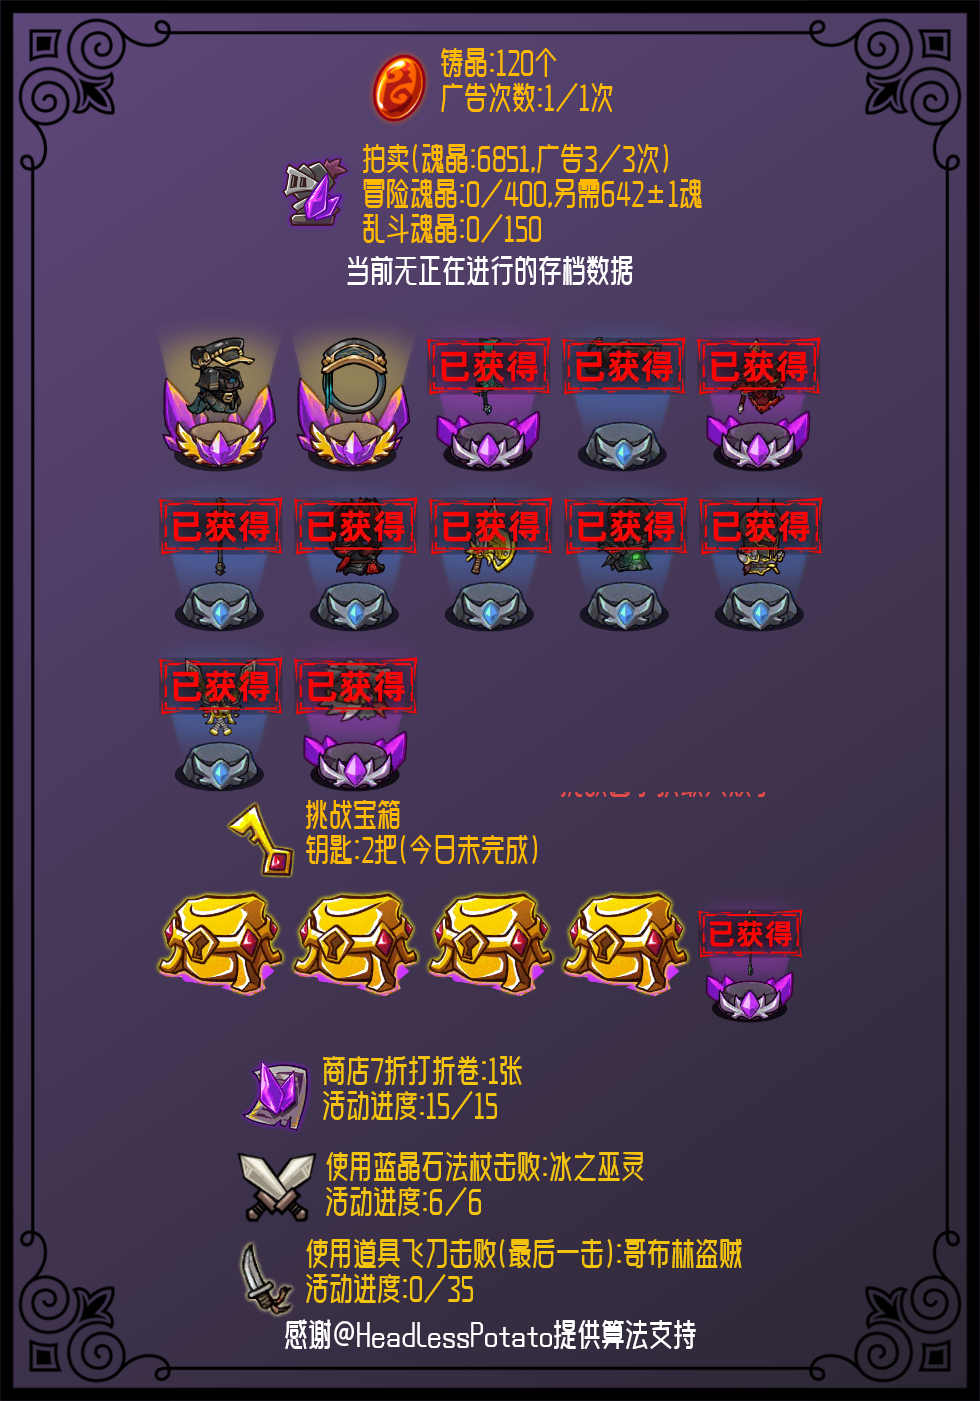 铸晶:120个
广告次数:1/1次
拍卖(魂晶:6851,广告3/3次)
冒险魂晶:0/400,另需642±1魂
乱斗魂晶:0/150
当前无正在进行的存档数据
已获得 已获得 已获得
已获得 已获得 已获得 已获得 已获得
已获得 已获得
挑战宝箱
钥匙:2把(今日未完成)
已获得
商店7折打折卷:1张
活动进度:15/15
使用蓝晶石法杖击败:冰之巫灵
活动进度:6/6
使用道具飞刀击败(最后一击):哥布林盗贼
活动进度:0/35
感谢@HeadLessPotato提供算法支持